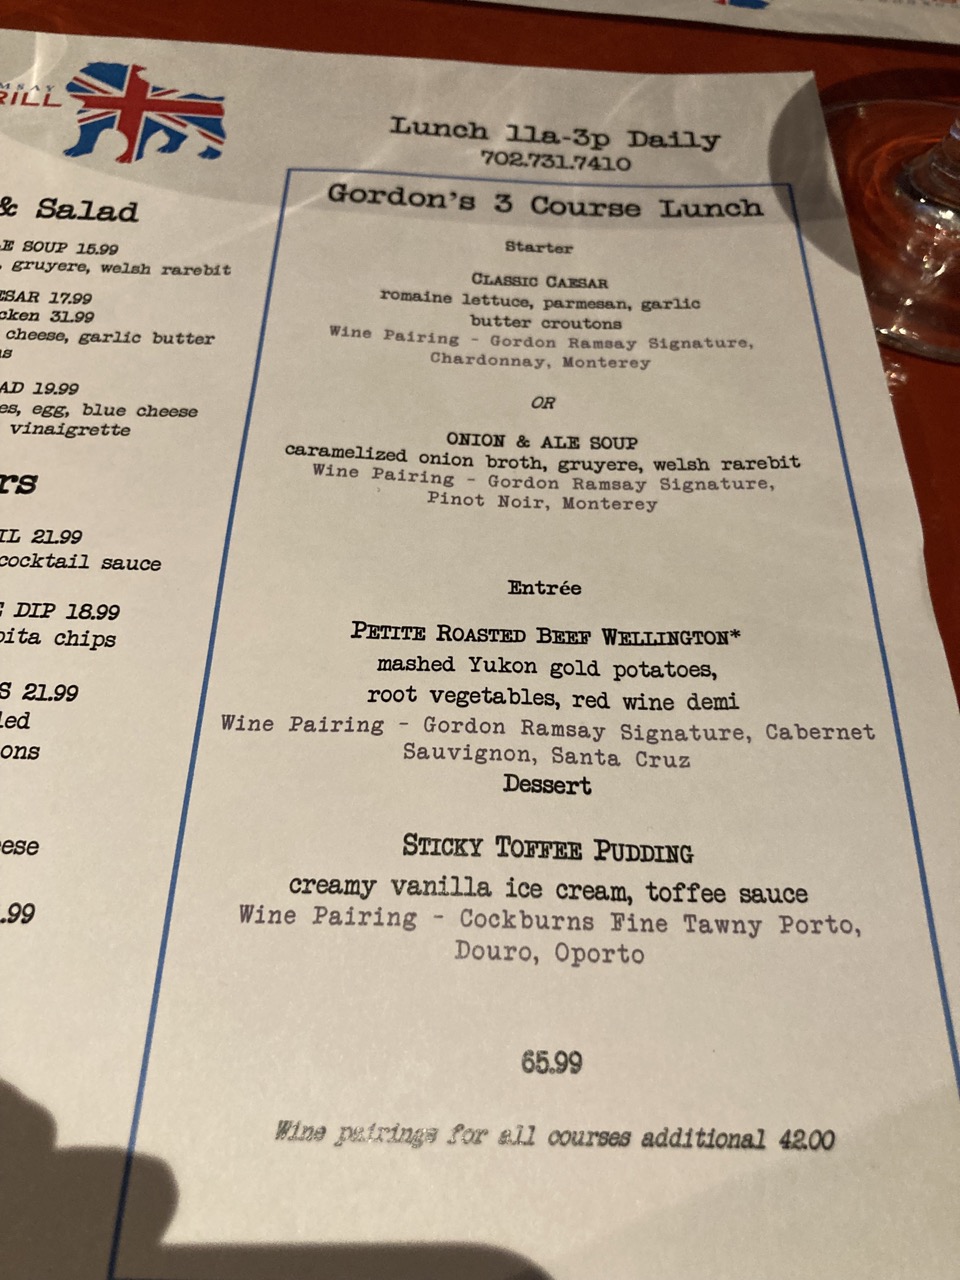 RILL
Lunch 11a-3p Daily
702.731.7410
& Salad
E SOUP 15.99
, gruyere, welsh rarebit
ESAR 17.99
cken 31.99
cheese, garlic butter
AD 19.99
es, egg, blue cheese
vinaigrette
rs
IL 21.99
cocktail sauce
DIP 18.99
pita chips
S 21.99
led
ons
ese
.99
Gordon's 3 Course Lunch
Starter
CLASSIC CAESAR
romaine lettuce, parmesan, garlic
butter croutons
Wine Pairing - Gordon Ramsay Signature,
Chardonnay, Monterey
OR
ONION & ALE SOUP
caramelized onion broth, gruyere, welsh rarebit
Wine Pairing - Gordon Ramsay Signature,
Pinot Noir, Monterey
Entrée
PETITE ROASTED BEEF WELLINGTON*
mashed Yukon gold potatoes,
root vegetables, red wine demi
Wine Pairing - Gordon Ramsay Signature, Cabernet
Sauvignon, Santa Cruz
Dessert
STICKY TOFFEE PUDDING
creamy vanilla ice cream, toffee sauce
Wine Pairing - Cockburns Fine Tawny Porto,
Douro, Oporto
65.99
Wine pairings for all courses additional 42.00